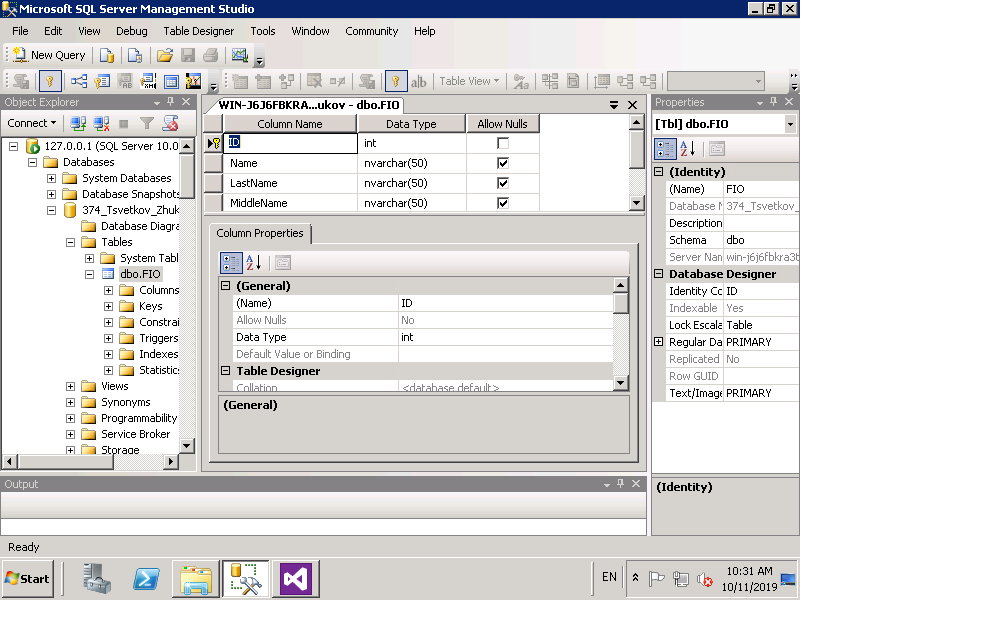 Microsoft SQL Server Management Studio
File Edit View Debug Table Designer Tools Window Community Help
New Query
Table View
Object Explorer
Connect
127.0.0.1 (SQL Server 10.0
Databases
System Databases
Database Snapshots
374_Tsvetkov_Zhuk
Database Diagra
Tables
System Tabl
dbo.FIO
Columns
Keys
Constrai
Triggers
Indexes
Statistics
Views
Synonyms
Programmability
Service Broker
Storage
WIN-J6J6FBKRA...ukov - dbo.FIO
Column Name Data Type Allow Nulls
ID int
Name nvarchar(50)
LastName nvarchar(50)
MiddleName nvarchar(50)
Column Properties
(General)
(Name) ID
Allow Nulls No
Data Type int
Default Value or Binding
Table Designer
Collation <database default>
(General)
Properties
[Tbl] dbo.FIO
(Identity)
(Name) FIO
Database N 374_Tsvetkov_
Description
Schema dbo
Server Nam win-j6j6fbkra3b
Database Designer
Identity Co ID
Indexable Yes
Lock Escala Table
Regular Da PRIMARY
Replicated No
Row GUID
Text/Image PRIMARY
(Identity)
Output
Ready
Start
EN
10:31 AM
10/11/2019